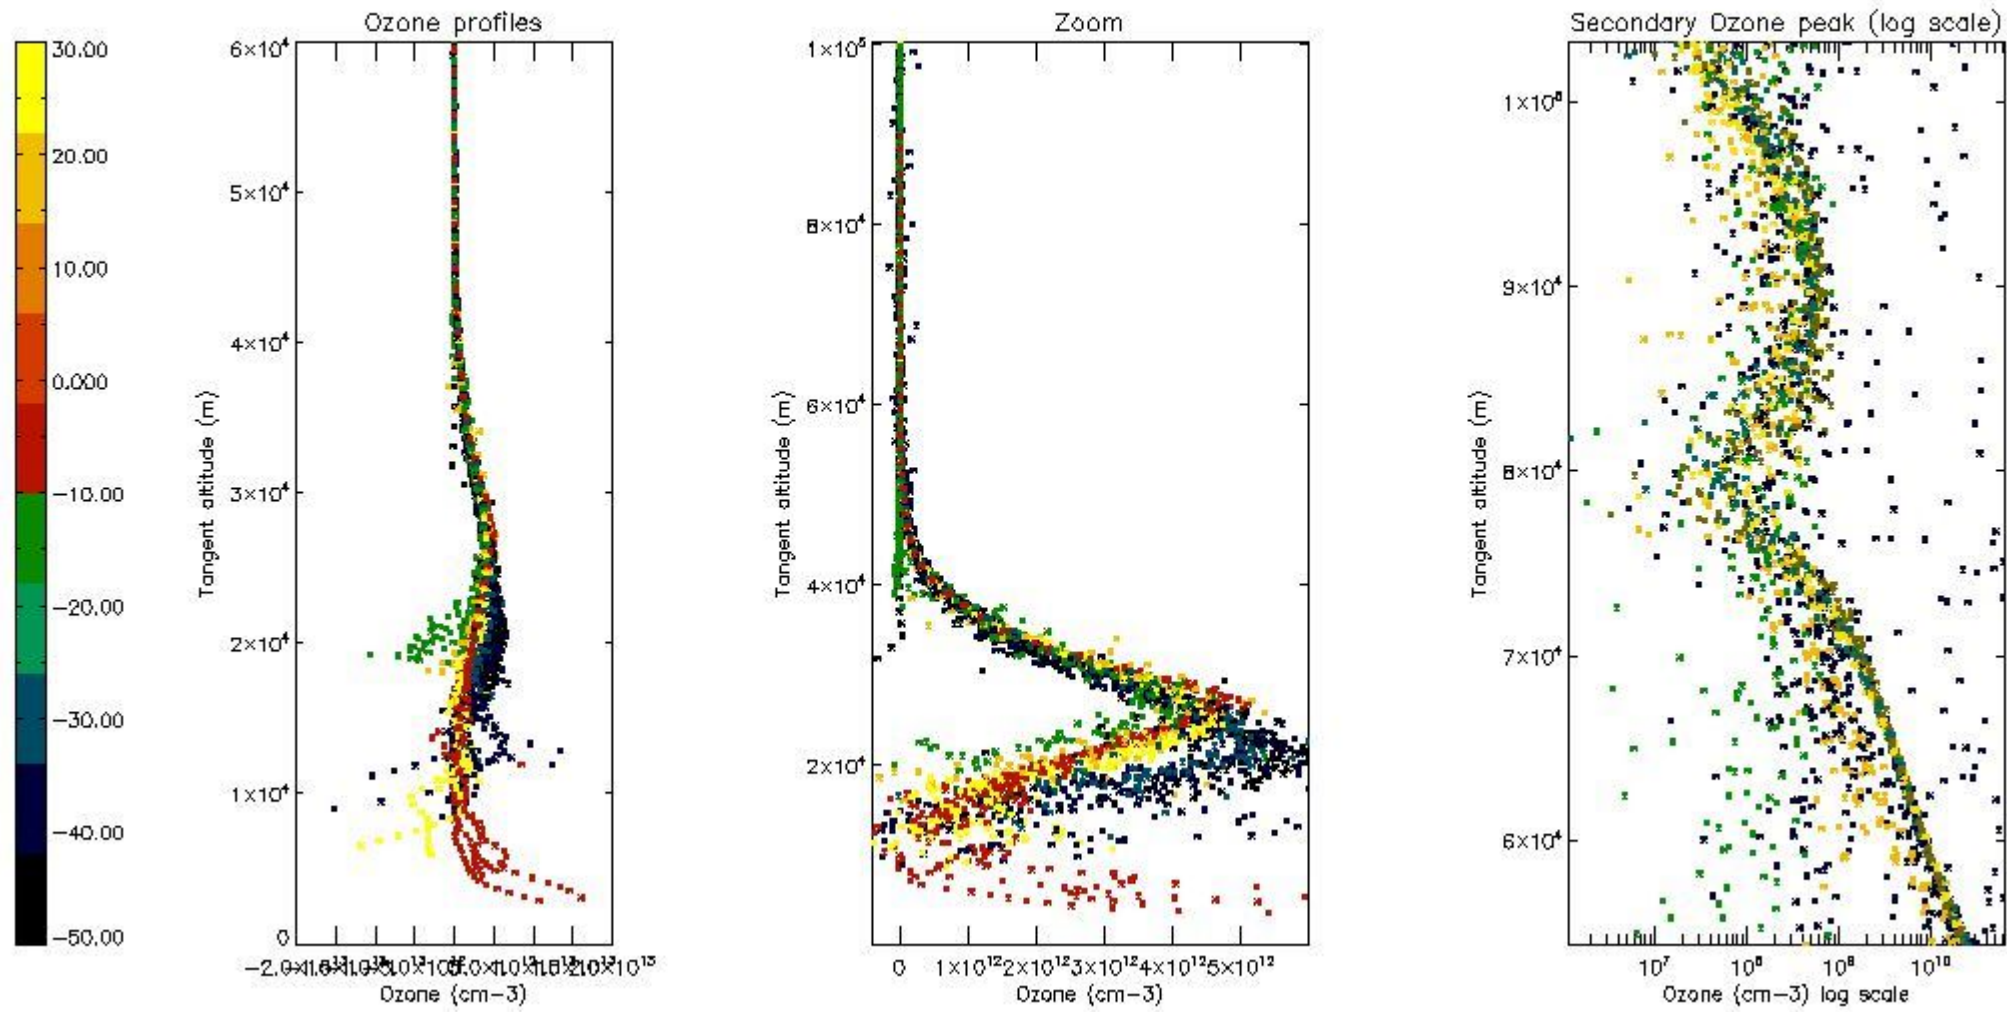 Ozone profiles
Zoom
Secondary Ozone peak (log scale)
30.00
20.00
10.00
0.000
−10.00
−20.00
−30.00
−40.00
−50.00
6×10⁴
5×10⁴
4×10⁴
3×10⁴
2×10⁴
1×10⁴
0
Tangent altitude (m)
Ozone (cm−3)
1×10⁵
8×10⁴
6×10⁴
4×10⁴
2×10⁴
Tangent altitude (m)
0 1×10¹² 2×10¹² 3×10¹² 4×10¹² 5×10¹²
Ozone (cm−3)
1×10⁵
9×10⁴
8×10⁴
7×10⁴
6×10⁴
Tangent altitude (m)
10⁷ 10⁸ 10⁹ 10¹⁰
Ozone (cm−3) log scale